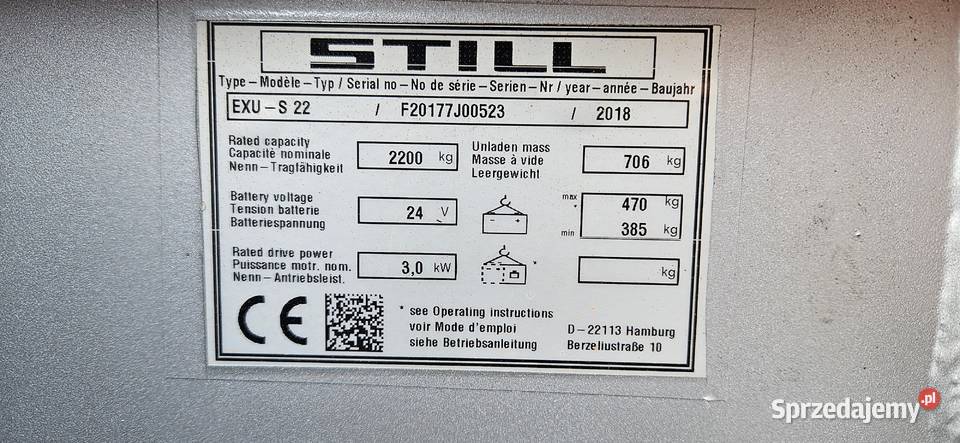 STILL
Type – Modèle – Typ / Serial no – No de série – Serien – Nr / year – année – Baujahr
EXU – S 22 / F20177J00523 / 2018
Rated capacity
Capacitè nominale
Nenn – Tragtähigkeit
2200 kg
Unladen mass
Masse à vide
Leergewicht
706 kg
Battery voltage
Tension batterie
Batteriespannung
24 V
max * 470 kg
min 385 kg
Rated drive power
Puissance motr. nom.
Nenn – Antriebsleist.
3,0 kW
*
kg
CE
* see Operating instructions
voir Mode d'emploi
siehe Betriebsanleitung
D – 22113 Hamburg
Berzeliustraße 10
Sprzedajemy.pl